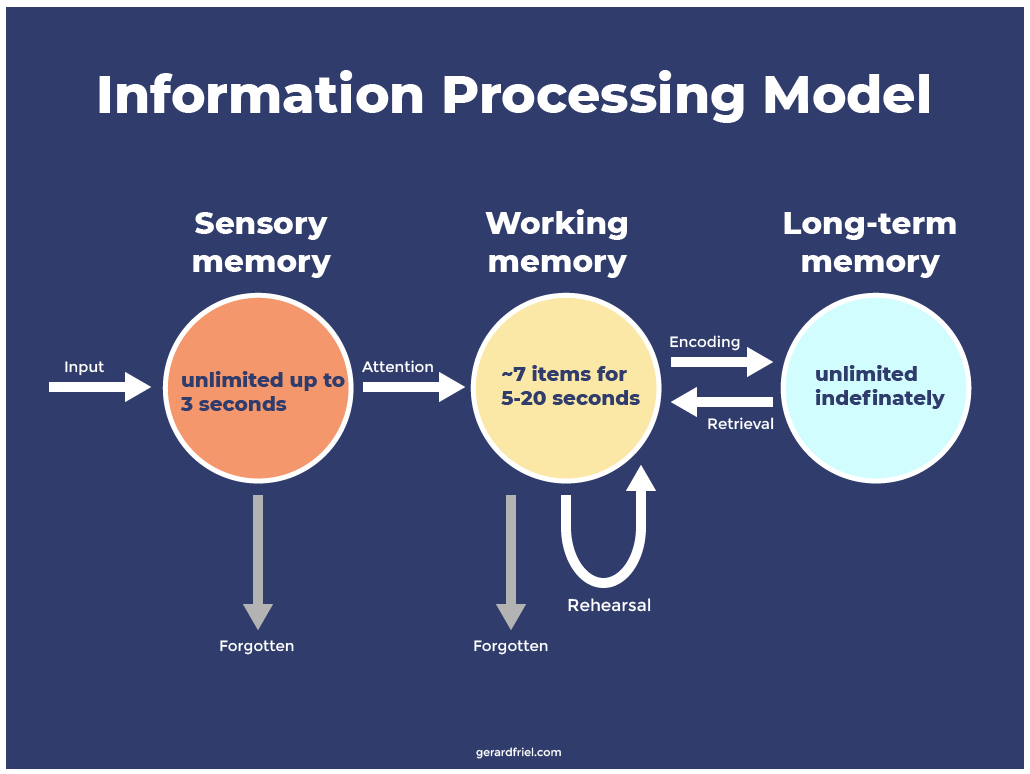 Information Processing Model
Sensory
memory
Working
memory
Long-term
memory
Input
unlimited up to
3 seconds
Attention
~7 items for
5-20 seconds
Encoding
Retrieval
unlimited
indefinately
Rehearsal
Forgotten
Forgotten
gerardfriel.com